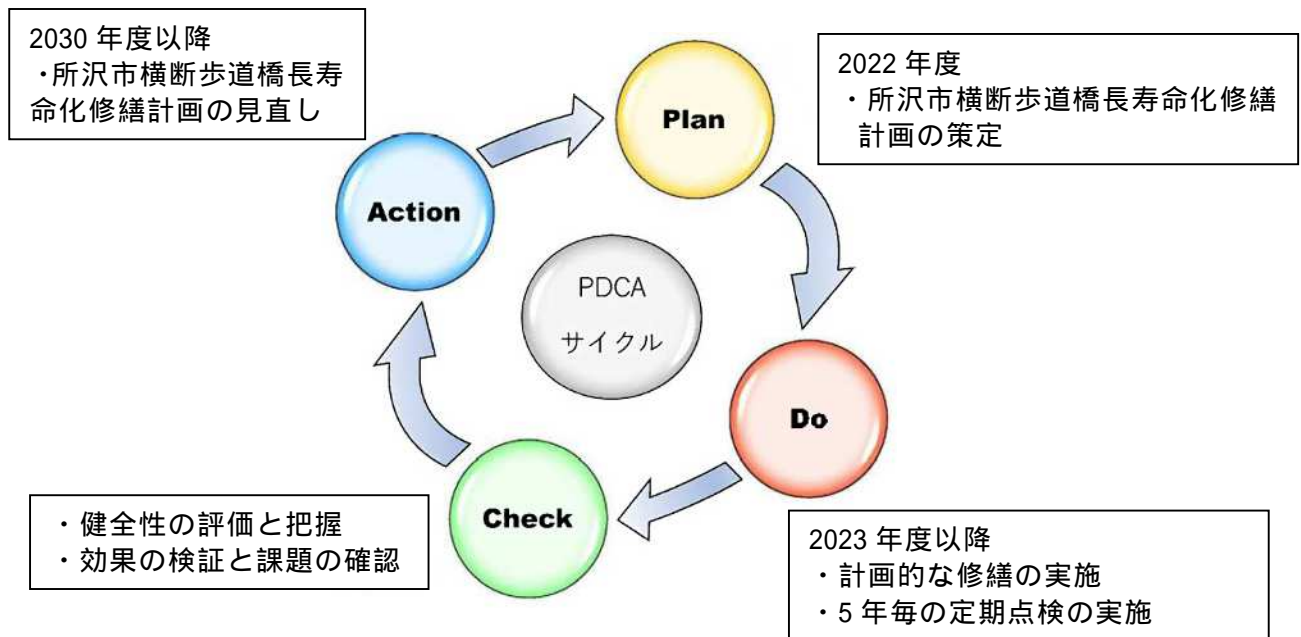 2030 年度以降
・所沢市横断歩道橋長寿
命化修繕計画の見直し
Plan
2022 年度
・所沢市横断歩道橋長寿命化修繕
計画の策定
Action
PDCA
サイクル
Do
Check
・健全性の評価と把握
・効果の検証と課題の確認
2023 年度以降
・計画的な修繕の実施
・5 年毎の定期点検の実施